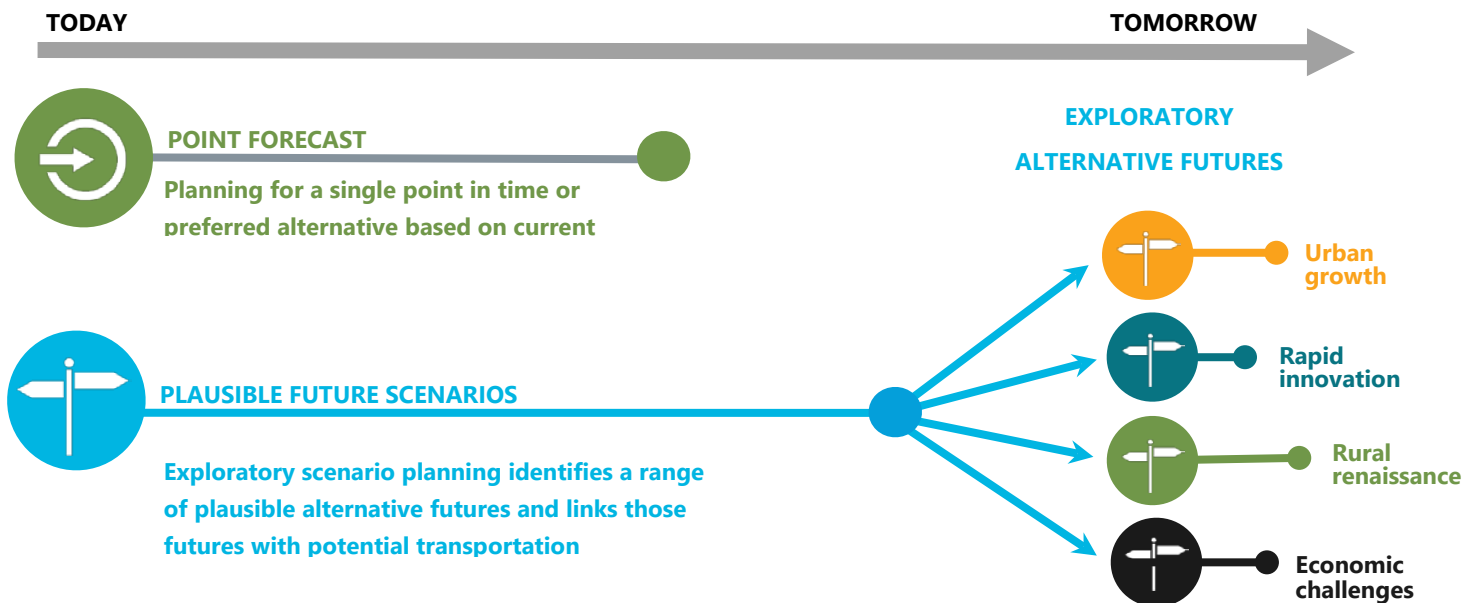 TODAY
TOMORROW
POINT FORECAST
Planning for a single point in time or
preferred alternative based on current
EXPLORATORY
ALTERNATIVE FUTURES
Urban
growth
Rapid
innovation
Rural
renaissance
Economic
challenges
PLAUSIBLE FUTURE SCENARIOS
Exploratory scenario planning identifies a range
of plausible alternative futures and links those
futures with potential transportation